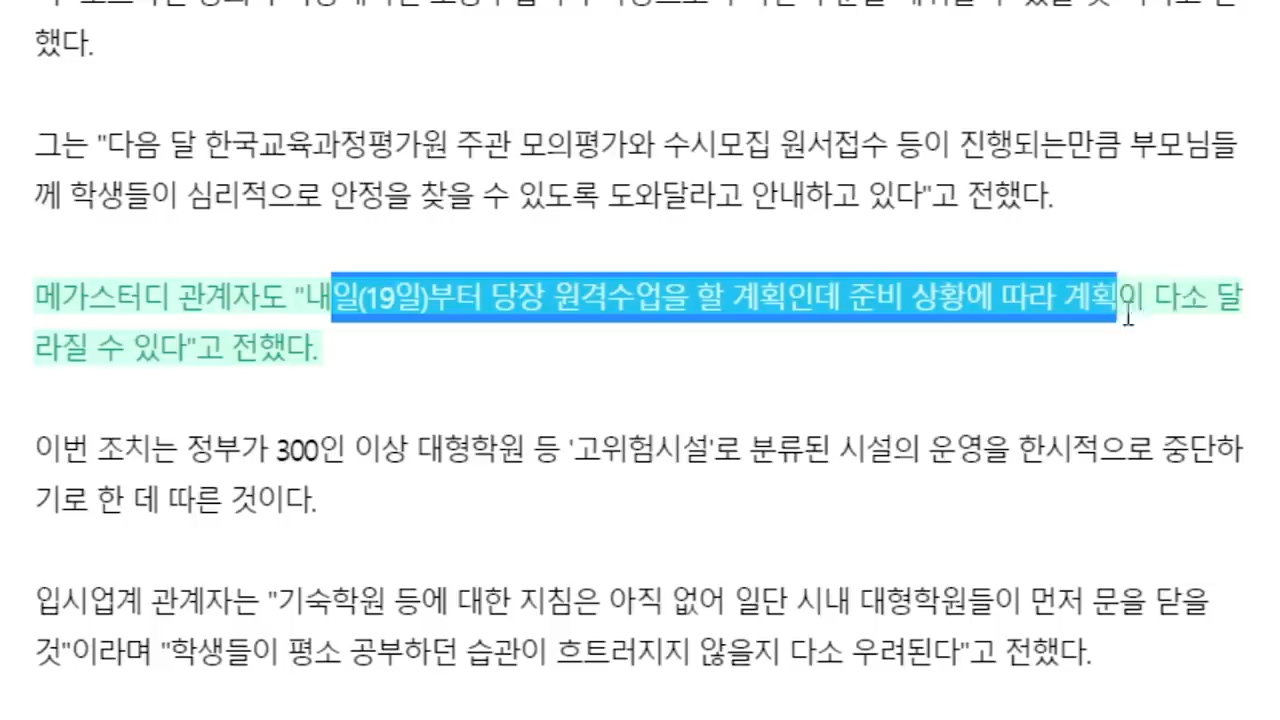 했다.
그는 "다음 달 한국교육과정평가원 주관 모의평가와 수시모집 원서접수 등이 진행되는만큼 부모님들
께 학생들이 심리적으로 안정을 찾을 수 있도록 도와달라고 안내하고 있다"고 전했다.
메가스터디 관계자도 "내일(19일)부터 당장 원격수업을 할 계획인데 준비 상황에 따라 계획이 다소 달
라질 수 있다"고 전했다.
이번 조치는 정부가 300인 이상 대형학원 등 '고위험시설'로 분류된 시설의 운영을 한시적으로 중단하
기로 한 데 따른 것이다.
입시업계 관계자는 "기숙학원 등에 대한 지침은 아직 없어 일단 시내 대형학원들이 먼저 문을 닫을
것"이라며 "학생들이 평소 공부하던 습관이 흐트러지지 않을지 다소 우려된다"고 전했다.